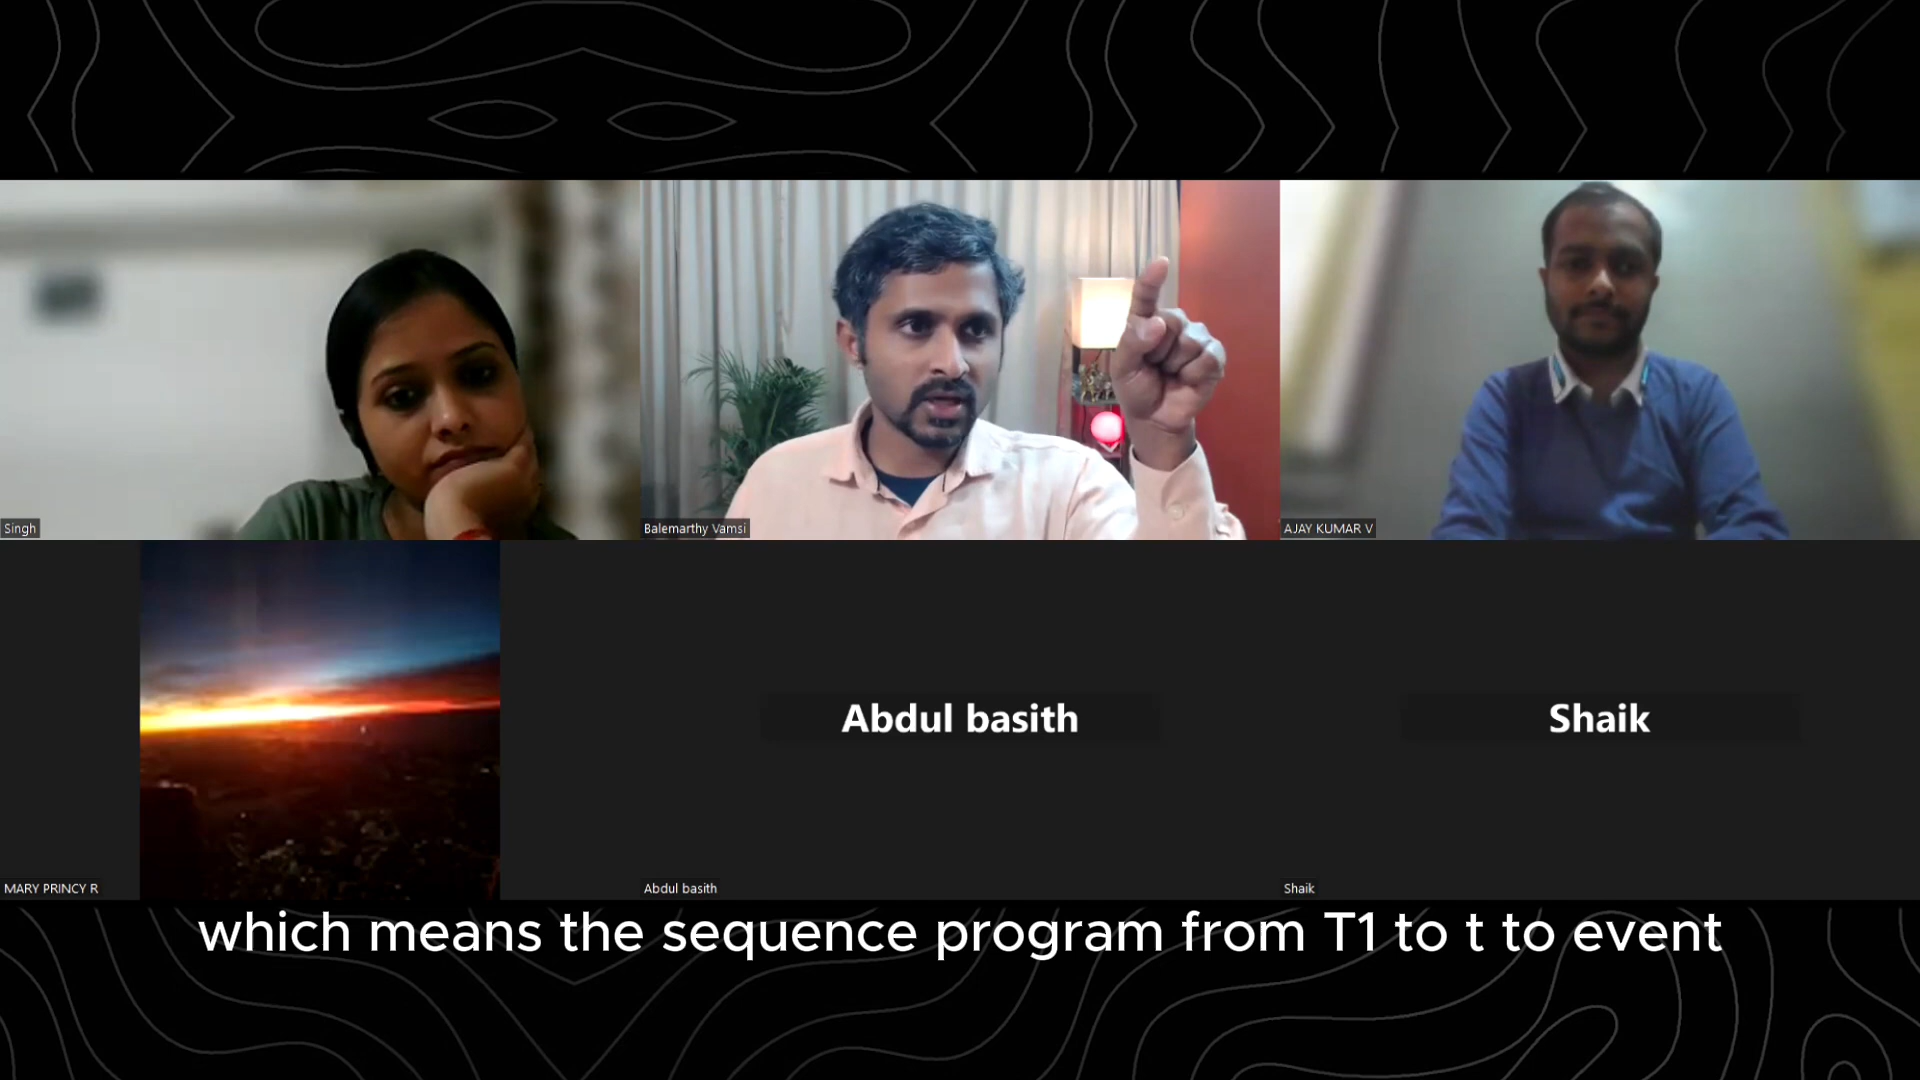 Singh
Balemarthy Vamsi
AJAY KUMAR V
Abdul basith
Shaik
MARY PRINCY R
Abdul basith
Shaik
which means the sequence program from T1 to t to event